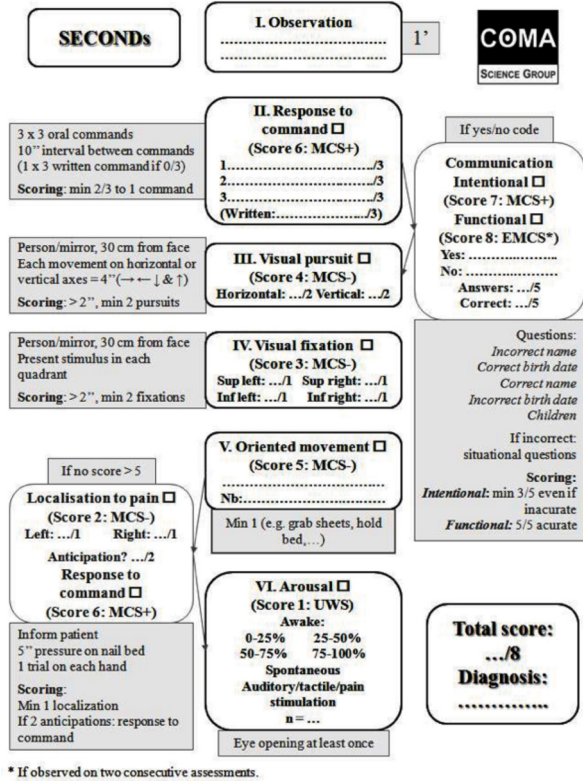 SECONDs
I. Observation
……………………………………
……………………………………
1’
COMA
SCIENCE GROUP
3 x 3 oral commands
10” interval between commands
(1 x 3 written command if 0/3)
Scoring: min 2/3 to 1 command
II. Response to
command ☐
(Score 6: MCS+)
1……………………………../3
2……………………………../3
3……………………………../3
(Written:…………………../3)
If yes/no code
Communication
Intentional ☐
(Score 7: MCS+)
Functional ☐
(Score 8: EMCS*)
Yes: …………………..
No: …………………..
Answers: …/5
Correct: …/5
Person/mirror, 30 cm from face
Each movement on horizontal or
vertical axes = 4” (→ ← ↓ & ↑)
Scoring: > 2”, min 2 pursuits
III. Visual pursuit ☐
(Score 4: MCS-)
Horizontal: …/2 Vertical: …/2
Person/mirror, 30 cm from face
Present stimulus in each
quadrant
Scoring: > 2”, min 2 fixations
IV. Visual fixation ☐
(Score 3: MCS-)
Sup left: …/1 Sup right: …/1
Inf left: …/1 Inf right: …/1
Questions:
Incorrect name
Correct birth date
Correct name
Incorrect birth date
Children
If incorrect:
situational questions
Scoring:
Intentional: min 3/5 even if
inacurate
Functional: 5/5 acurate
V. Oriented movement ☐
(Score 5: MCS-)
……………………………………
Nb:………………………………
Min 1 (e.g. grab sheets, hold
bed,…)
If no score > 5
Localisation to pain ☐
(Score 2: MCS-)
Left: …/1 Right: …/1
Anticipation? …/2
Response to
command ☐
(Score 6: MCS+)
Inform patient
5” pressure on nail bed
1 trial on each hand
Scoring:
Min 1 localization
If 2 anticipations: response to
command
VI. Arousal ☐
(Score 1: UWS)
Awake:
0-25% 25-50%
50-75% 75-100%
Spontaneous
Auditory/tactile/pain
stimulation
n = …
Eye opening at least once
Total score:
…/8
Diagnosis:
…………..
* If observed on two consecutive assessments.